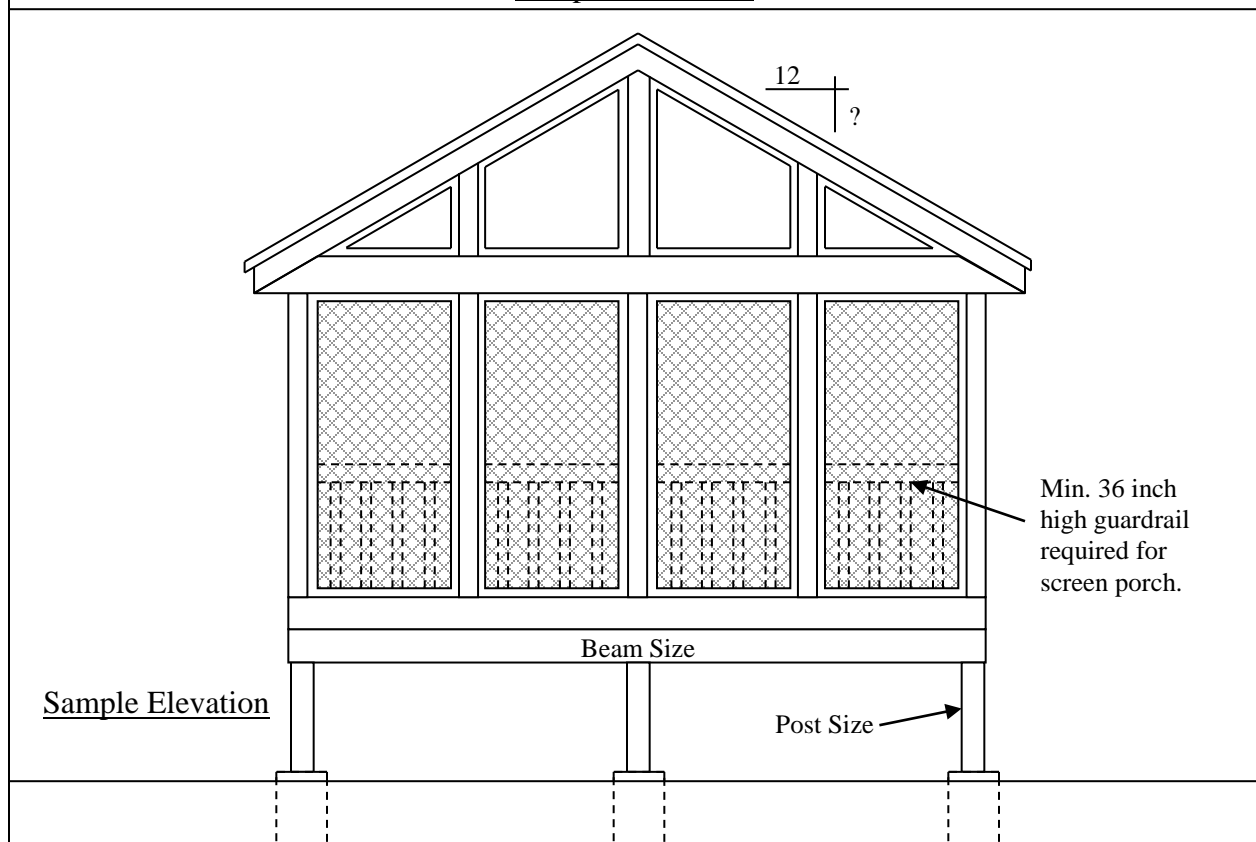 12
?
Min. 36 inch
high guardrail
required for
screen porch.
Beam Size
Sample Elevation
Post Size